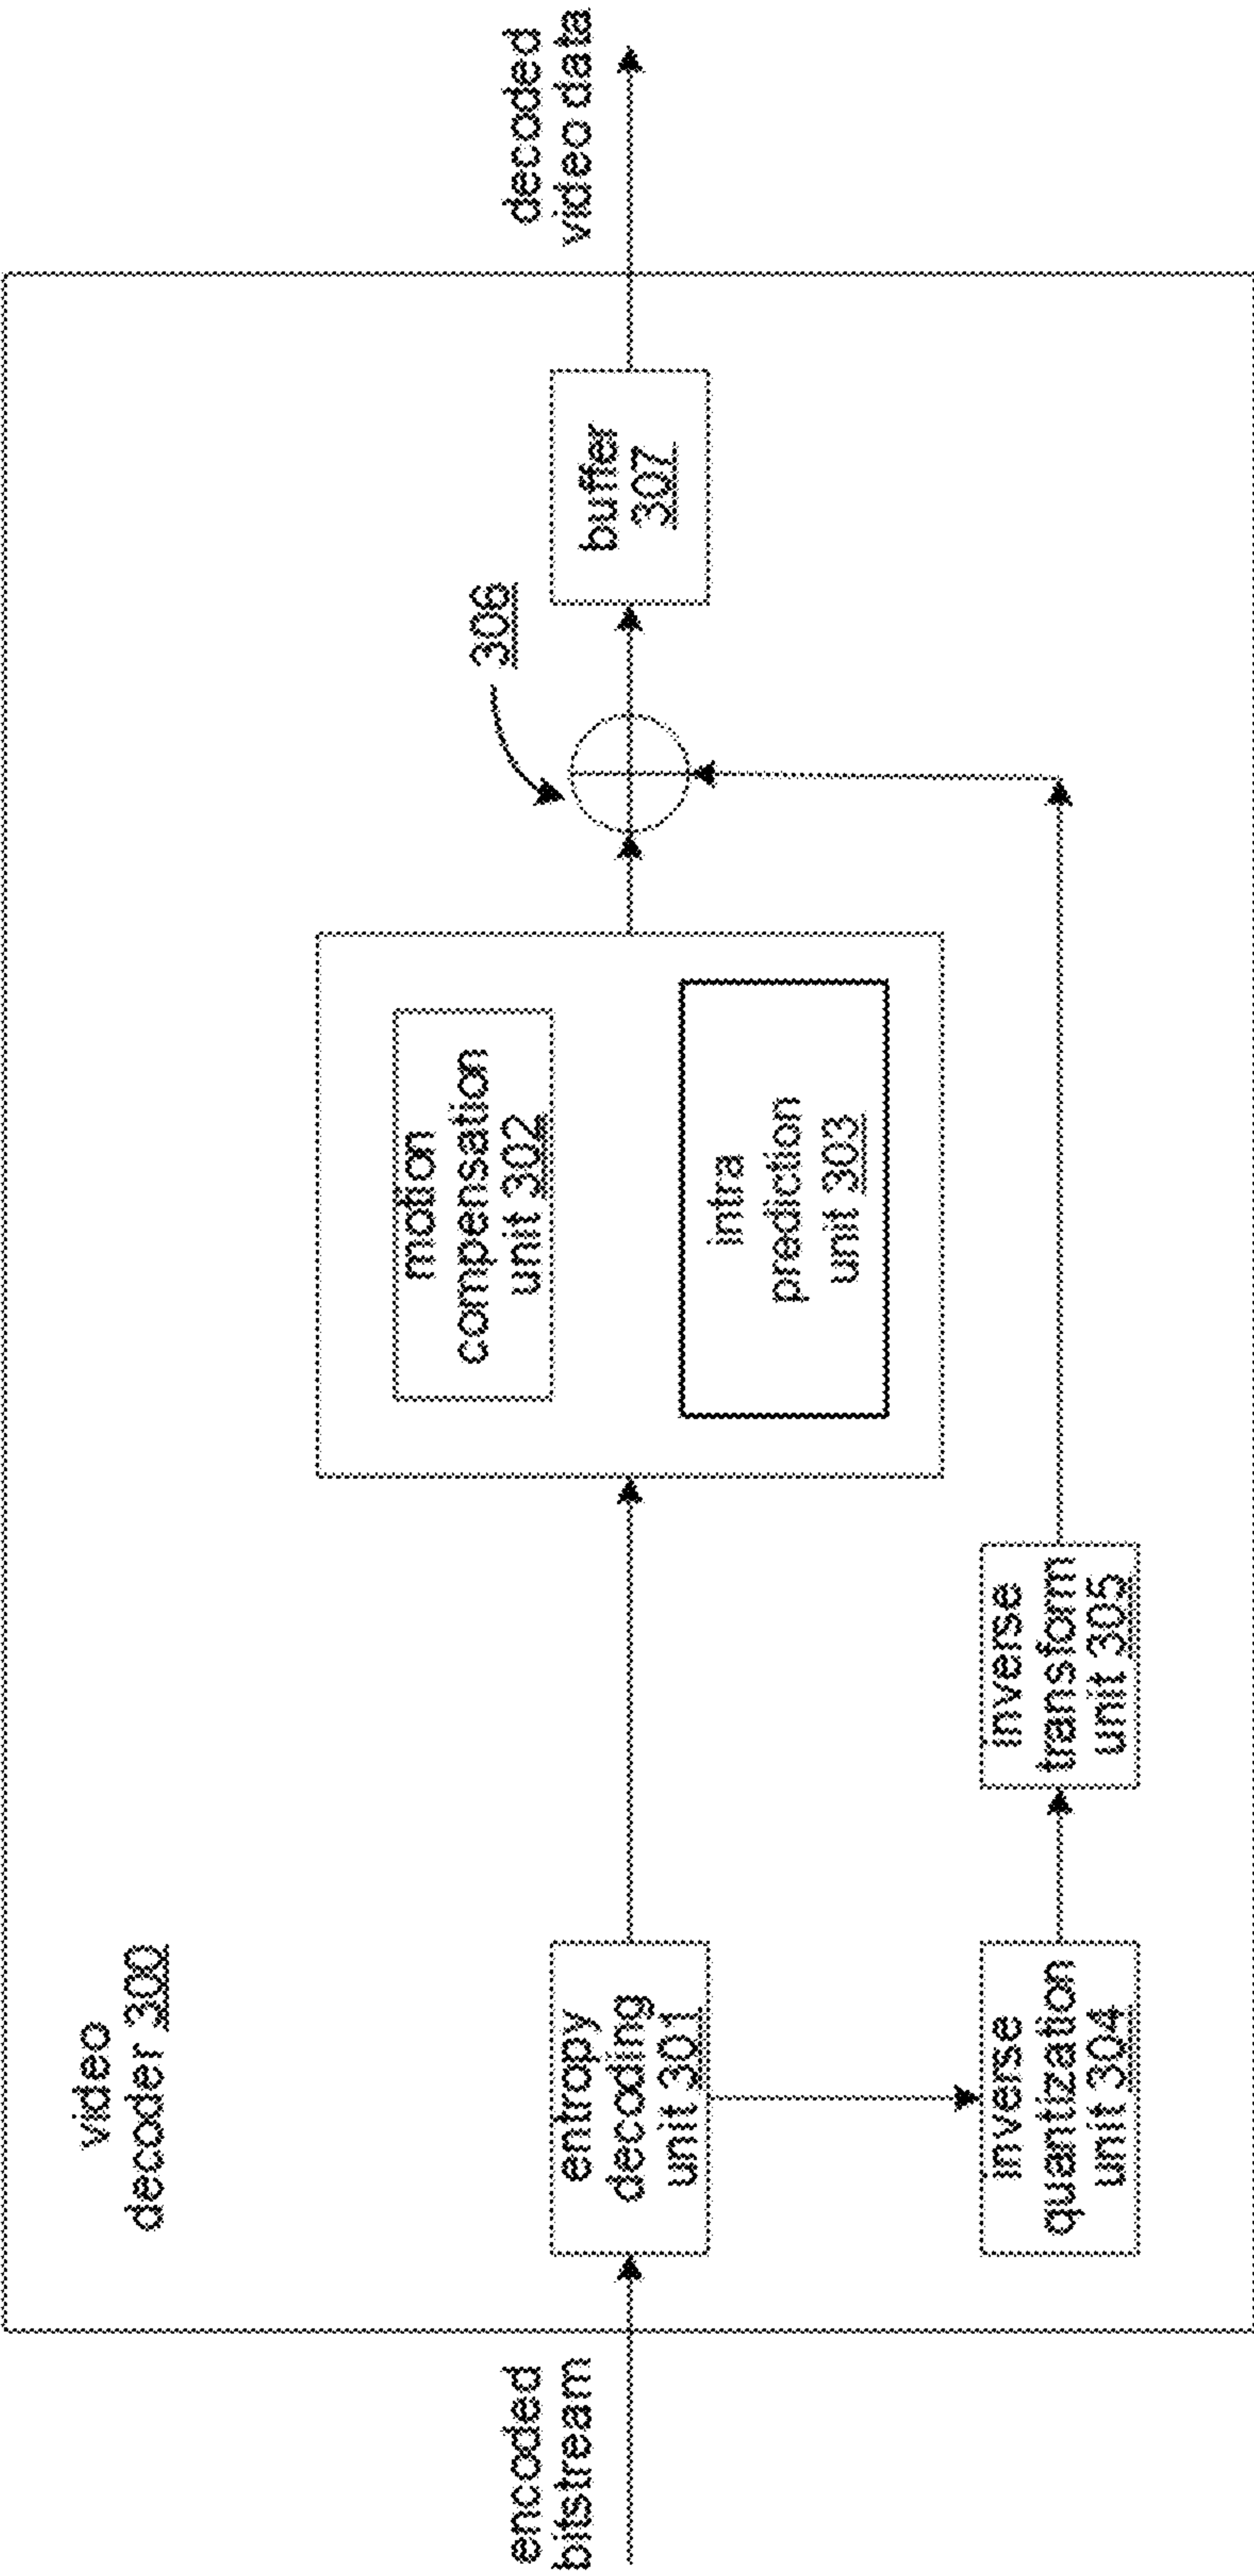 video
decoder 300
encoded
bitstream
entropy
decoding
unit 301
inverse
quantization
unit 304
inverse
transform
unit 305
motion
compensation
unit 302
intra
prediction
unit 303
306
buffer
307
decoded
video data